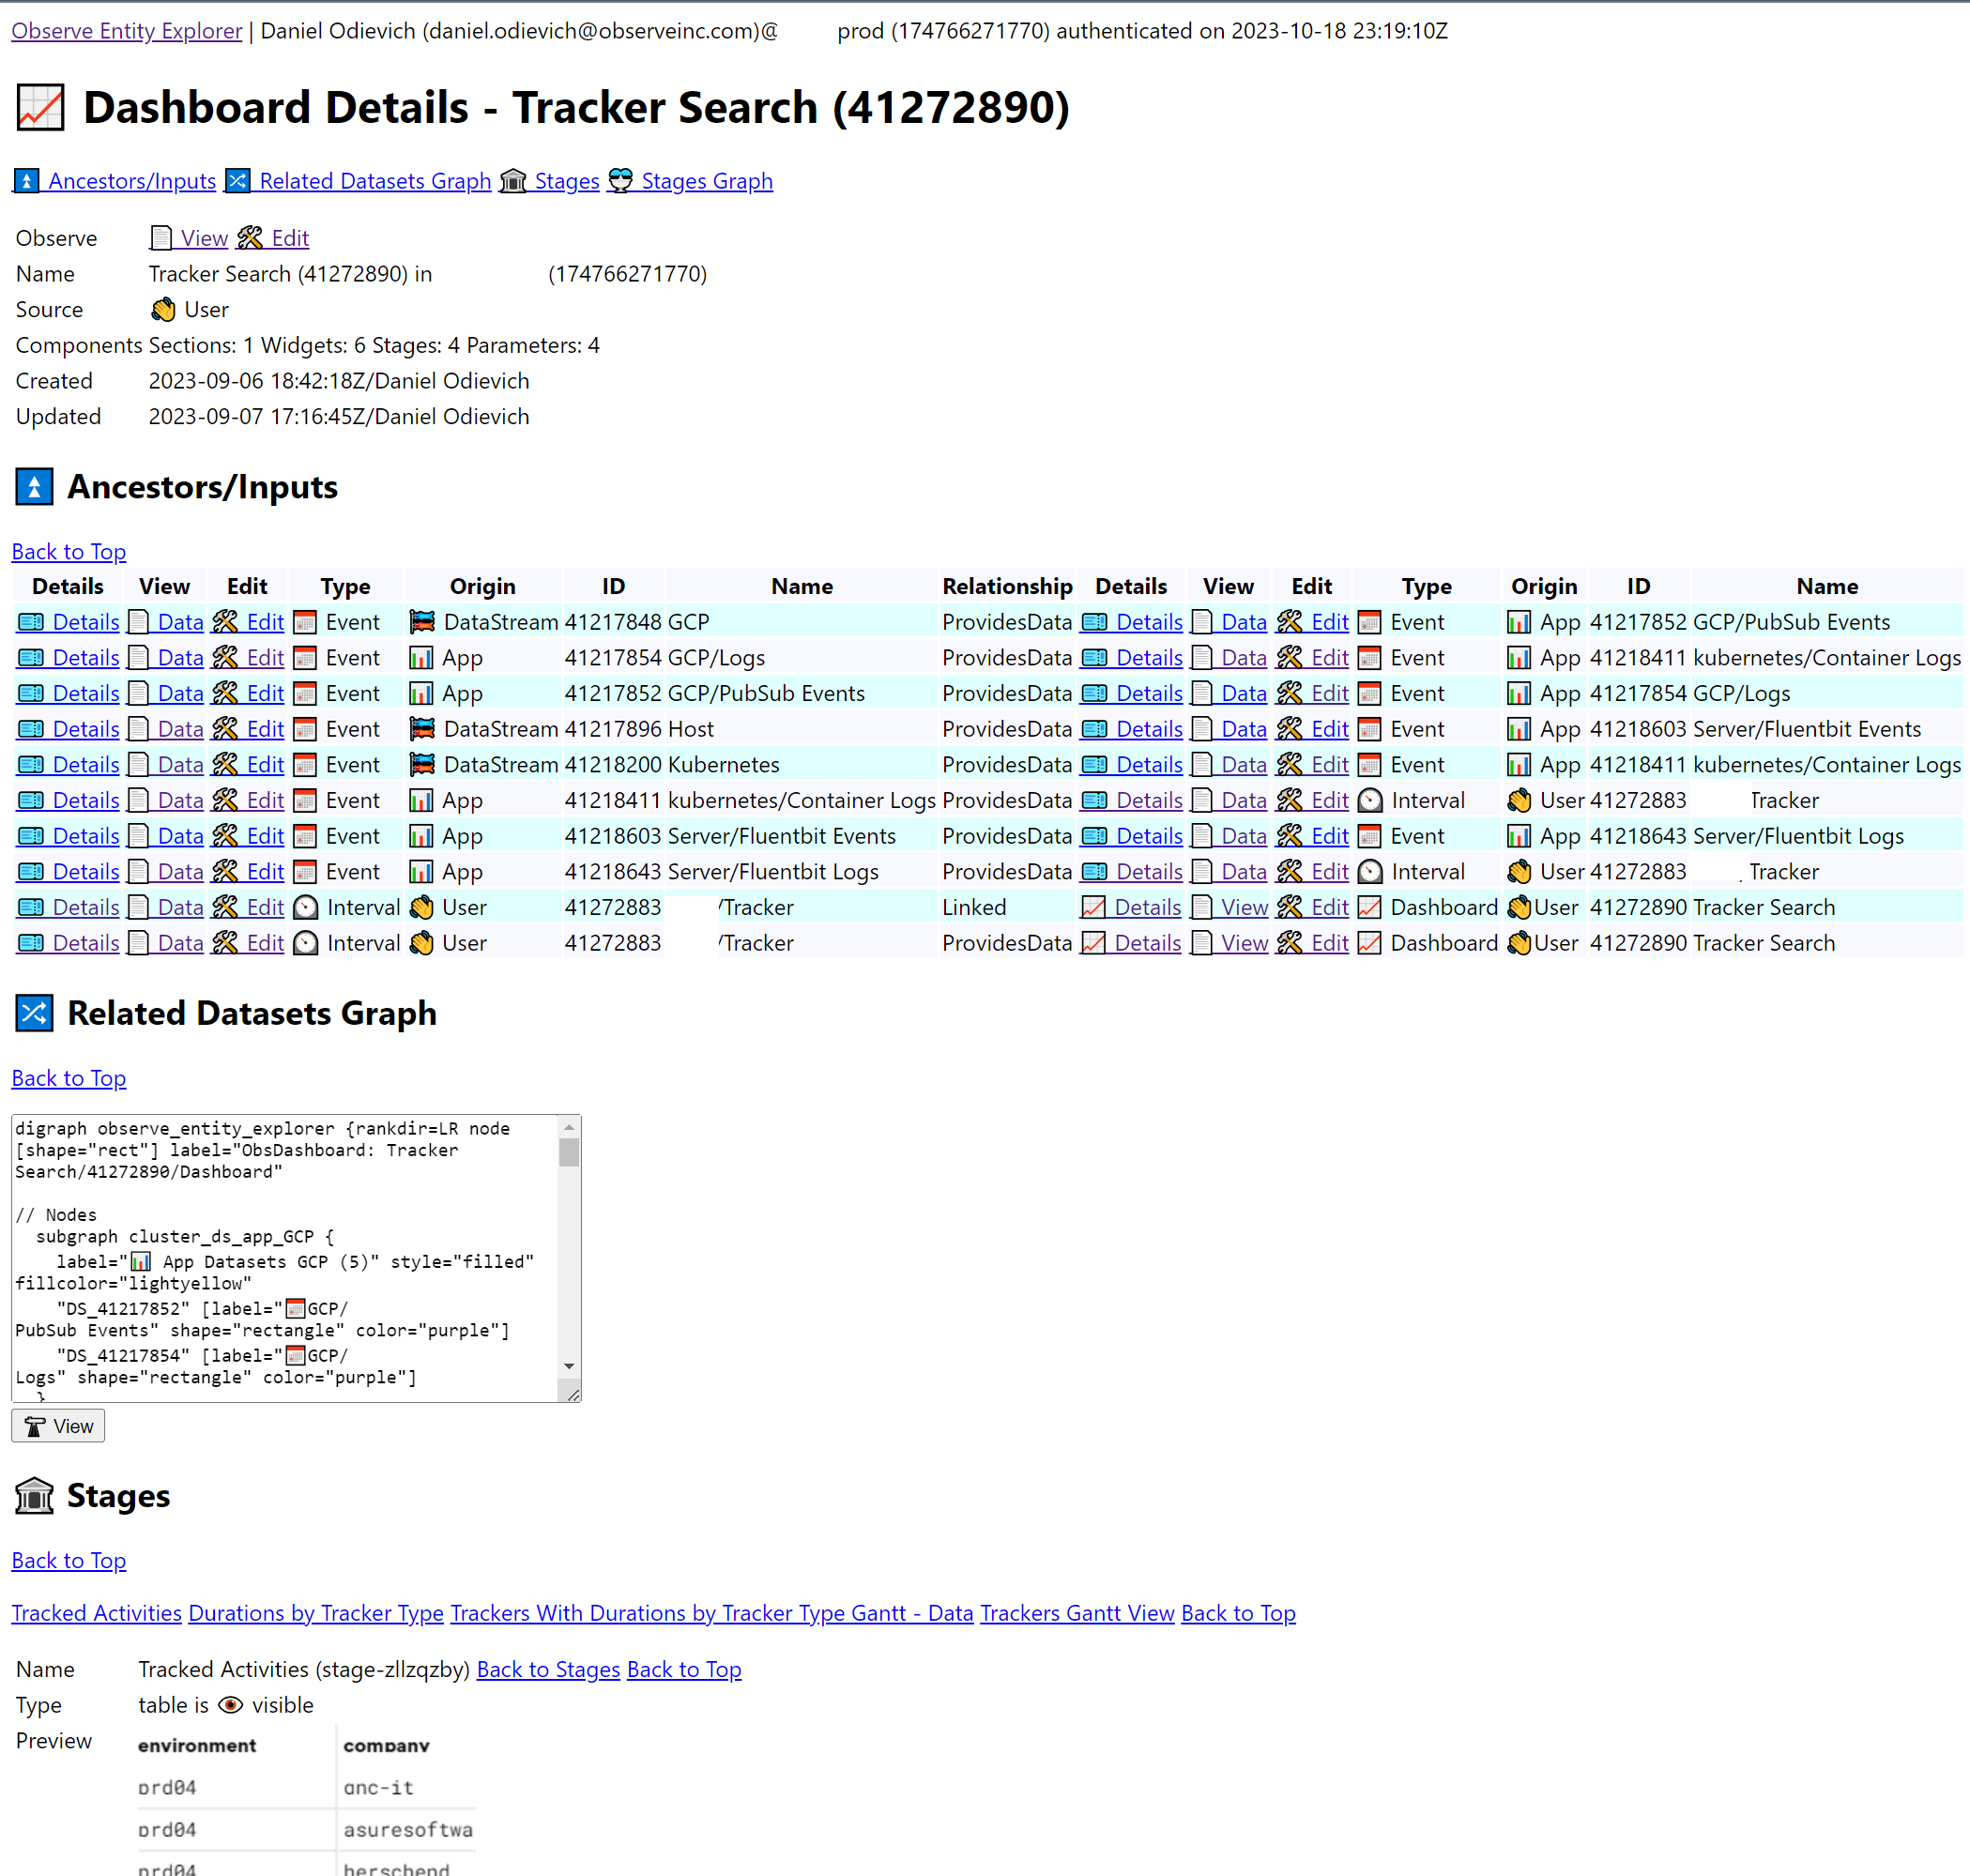 Observe Entity Explorer | Daniel Odievich (daniel.odievich@observeinc.com)@ prod (174766271770) authenticated on 2023-10-18 23:19:10Z
Dashboard Details - Tracker Search (41272890)
Ancestors/Inputs Related Datasets Graph Stages Stages Graph
Observe View Edit
Name Tracker Search (41272890) in (174766271770)
Source User
Components Sections: 1 Widgets: 6 Stages: 4 Parameters: 4
Created 2023-09-06 18:42:18Z/Daniel Odievich
Updated 2023-09-07 17:16:45Z/Daniel Odievich
Ancestors/Inputs
Back to Top
Details View Edit Type Origin ID Name Relationship Details View Edit Type Origin ID Name
Details Data Edit Event DataStream 41217848 GCP ProvidesData Details Data Edit Event App 41217852 GCP/PubSub Events
Details Data Edit Event App 41217854 GCP/Logs ProvidesData Details Data Edit Event App 41218411 kubernetes/Container Logs
Details Data Edit Event App 41217852 GCP/PubSub Events ProvidesData Details Data Edit Event App 41217854 GCP/Logs
Details Data Edit Event DataStream 41217896 Host ProvidesData Details Data Edit Event App 41218603 Server/Fluentbit Events
Details Data Edit Event DataStream 41218200 Kubernetes ProvidesData Details Data Edit Event App 41218411 kubernetes/Container Logs
Details Data Edit Event App 41218411 kubernetes/Container Logs ProvidesData Details Data Edit Interval User 41272883 Tracker
Details Data Edit Event App 41218603 Server/Fluentbit Events ProvidesData Details Data Edit Event App 41218643 Server/Fluentbit Logs
Details Data Edit Event App 41218643 Server/Fluentbit Logs ProvidesData Details Data Edit Interval User 41272883 Tracker
Details Data Edit Interval User 41272883 /Tracker Linked Details View Edit Dashboard User 41272890 Tracker Search
Details Data Edit Interval User 41272883 /Tracker ProvidesData Details View Edit Dashboard User 41272890 Tracker Search
Related Datasets Graph
Back to Top
digraph observe_entity_explorer {rankdir=LR node
[shape="rect"] label="ObsDashboard: Tracker
Search/41272890/Dashboard"
// Nodes
subgraph cluster_ds_app_GCP {
label="📊 App Datasets GCP (5)" style="filled"
fillcolor="lightyellow"
"DS_41217852" [label="📅GCP/
PubSub Events" shape="rectangle" color="purple"]
"DS_41217854" [label="📅GCP/
Logs" shape="rectangle" color="purple"]
}
View
Stages
Back to Top
Tracked Activities Durations by Tracker Type Trackers With Durations by Tracker Type Gantt - Data Trackers Gantt View Back to Top
Name Tracked Activities (stage-zllzqzby) Back to Stages Back to Top
Type table is 👁 visible
Preview environment company
prd04 gnc-it
prd04 asuresoftwa
prd04 herschend